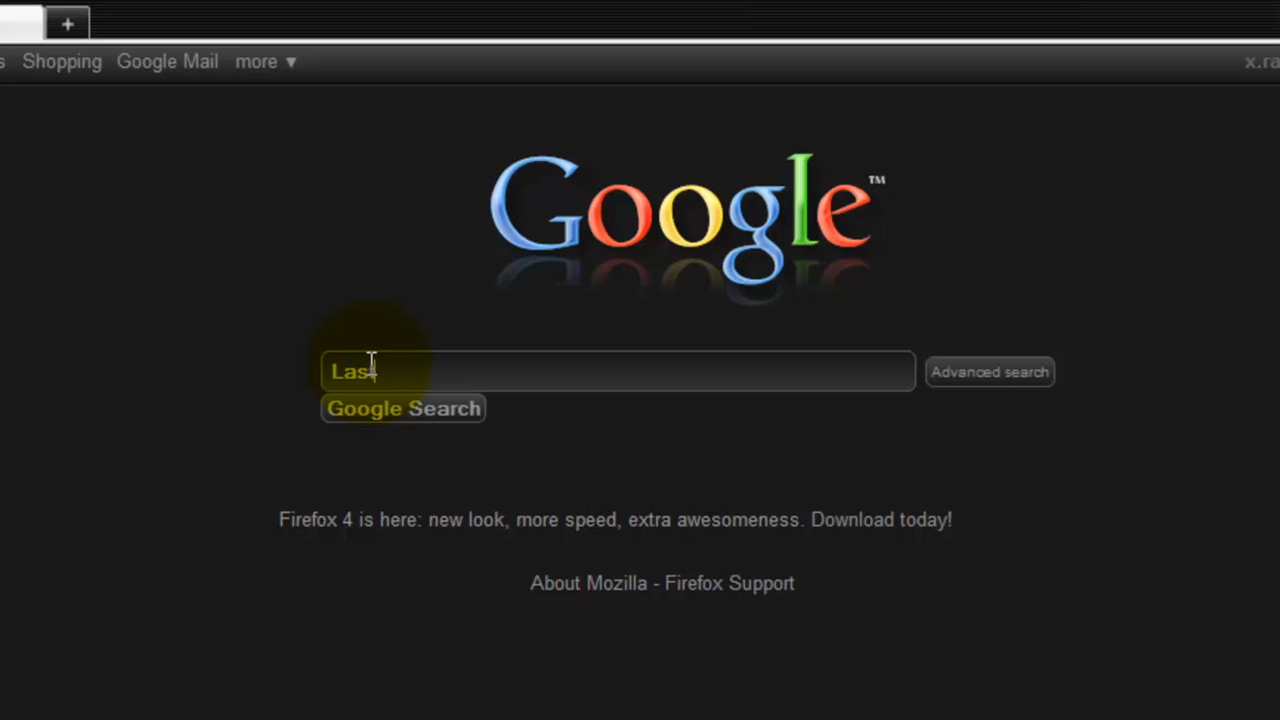 +
Shopping Google Mail more ▼
Google™
Last Advanced search
Google Search
Firefox 4 is here: new look, more speed, extra awesomeness. Download today!
About Mozilla - Firefox Support